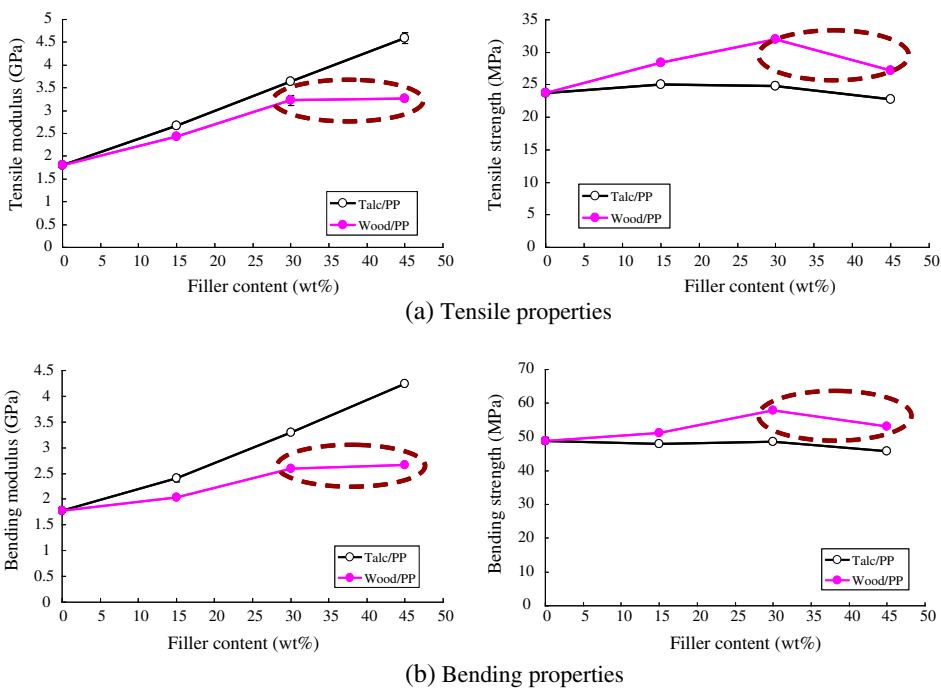 5
4.5
4
3.5
3
2.5
2
1.5
1
0.5
0
Tensile modulus (GPa)
Talc/PP
Wood/PP
0 5 10 15 20 25 30 35 40 45 50
Filler content (wt%)
35
30
25
20
15
10
5
0
Tensile strength (MPa)
Talc/PP
Wood/PP
0 5 10 15 20 25 30 35 40 45 50
Filler content (wt%)
(a) Tensile properties
4.5
4
3.5
3
2.5
2
1.5
1
0.5
0
Bending modulus (GPa)
Talc/PP
Wood/PP
0 5 10 15 20 25 30 35 40 45 50
Filler content (wt%)
70
60
50
40
30
20
10
0
Bending strength (MPa)
Talc/PP
Wood/PP
0 5 10 15 20 25 30 35 40 45 50
Filler content (wt%)
(b) Bending properties